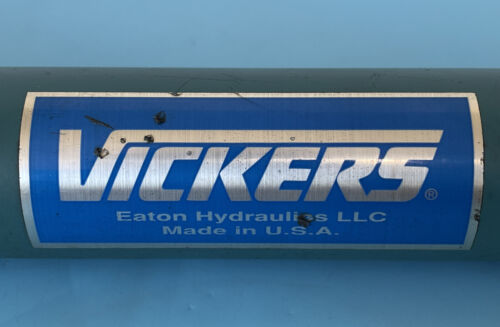 VICKERS®
Eaton Hydraulics LLC
Made in U.S.A.